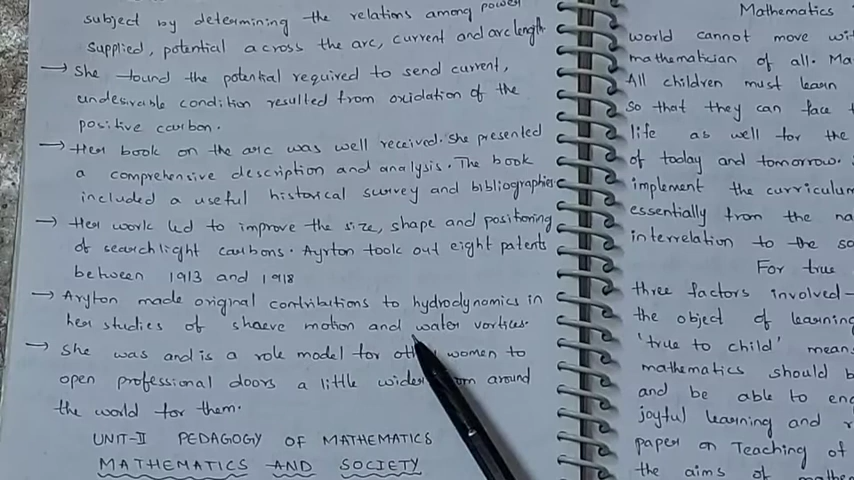 subject by determining the relations among power
supplied, potential across the arc, current and arc length
→ She found the potential required to send current,
undesirable condition resulted from oxidation of the
positive carbon.
→ Her book on the arc was well received. She presented
a comprehensive description and analysis. The book
included a useful historical survey and bibliographies
→ Her work led to improve the size, shape and positioning
of searchlight carbons. Ayrton took out eight patents
between 1913 and 1918
→ Aryton made original contributions to hydrodynomics in
her studies of shaeve motion and water vortices.
→ She was and is a role model for women to
open professional doors a little wider around
the world for them.
UNIT-II PEDAGOGY OF MATHEMATICS
MATHEMATICS AND SOCIETY
Mathematics
world cannot move
mathematician of all.
All children must learn
so that they can face
life as well for the
of today and tomorrow.
implement the
essentially from the
interrelation to the
For true
three factors involved-
the object of learning
'true to child' means
mathematics should
and be able to
joyful learning and
paper on Teaching of
the aims of